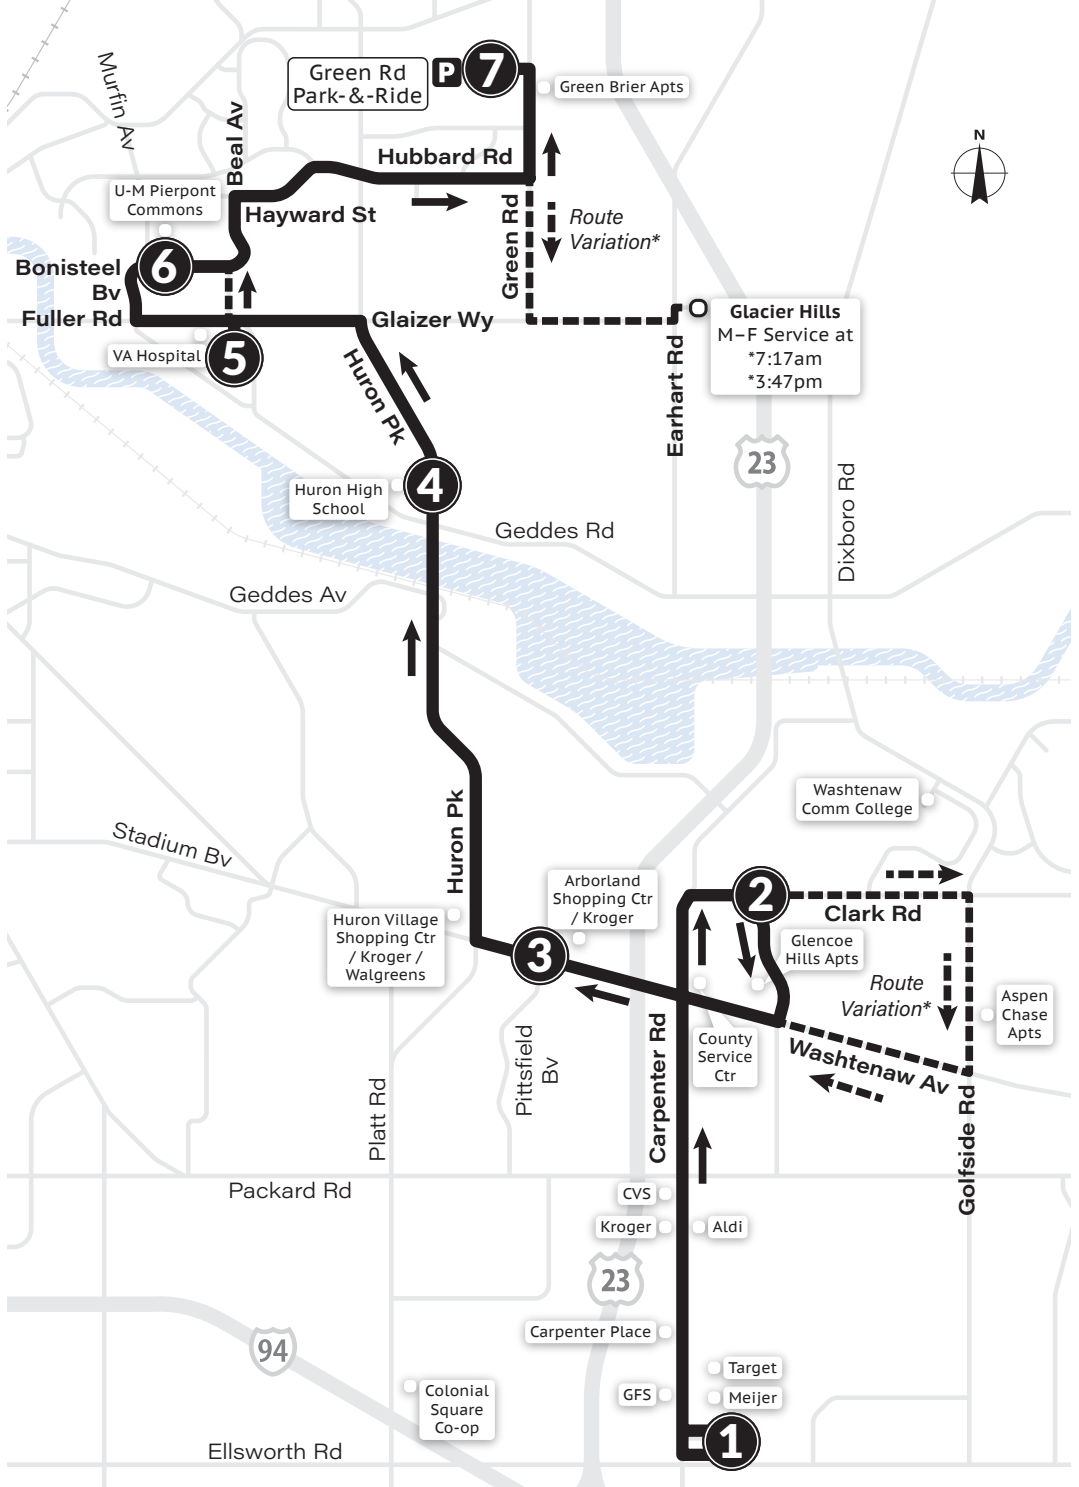 Murfin Av
Green Rd
Park-&-Ride
P
7
Green Brier Apts
N
Beal Av
Hubbard Rd
U-M Pierpont
Commons
Hayward St
Green Rd
Route
Variation*
Bonisteel
Bv
6
Fuller Rd
Glaizer Wy
Glacier Hills
M–F Service at
*7:17am
*3:47pm
VA Hospital
5
Huron Pk
Earhart Rd
23
Huron High
School
4
Geddes Rd
Dixboro Rd
Geddes Av
Washtenaw
Comm College
Huron Pk
Stadium Bv
Arborland
Shopping Ctr
/ Kroger
2
Clark Rd
Huron Village
Shopping Ctr
/ Kroger /
Walgreens
3
Glencoe
Hills Apts
Route
Variation*
Aspen
Chase
Apts
County
Service
Ctr
Washtenaw Av
Pittsfield
Bv
Carpenter Rd
Platt Rd
Golfside Rd
Packard Rd
CVS
Kroger
Aldi
23
Carpenter Place
94
Target
GFS
Meijer
Colonial
Square
Co-op
1
Ellsworth Rd